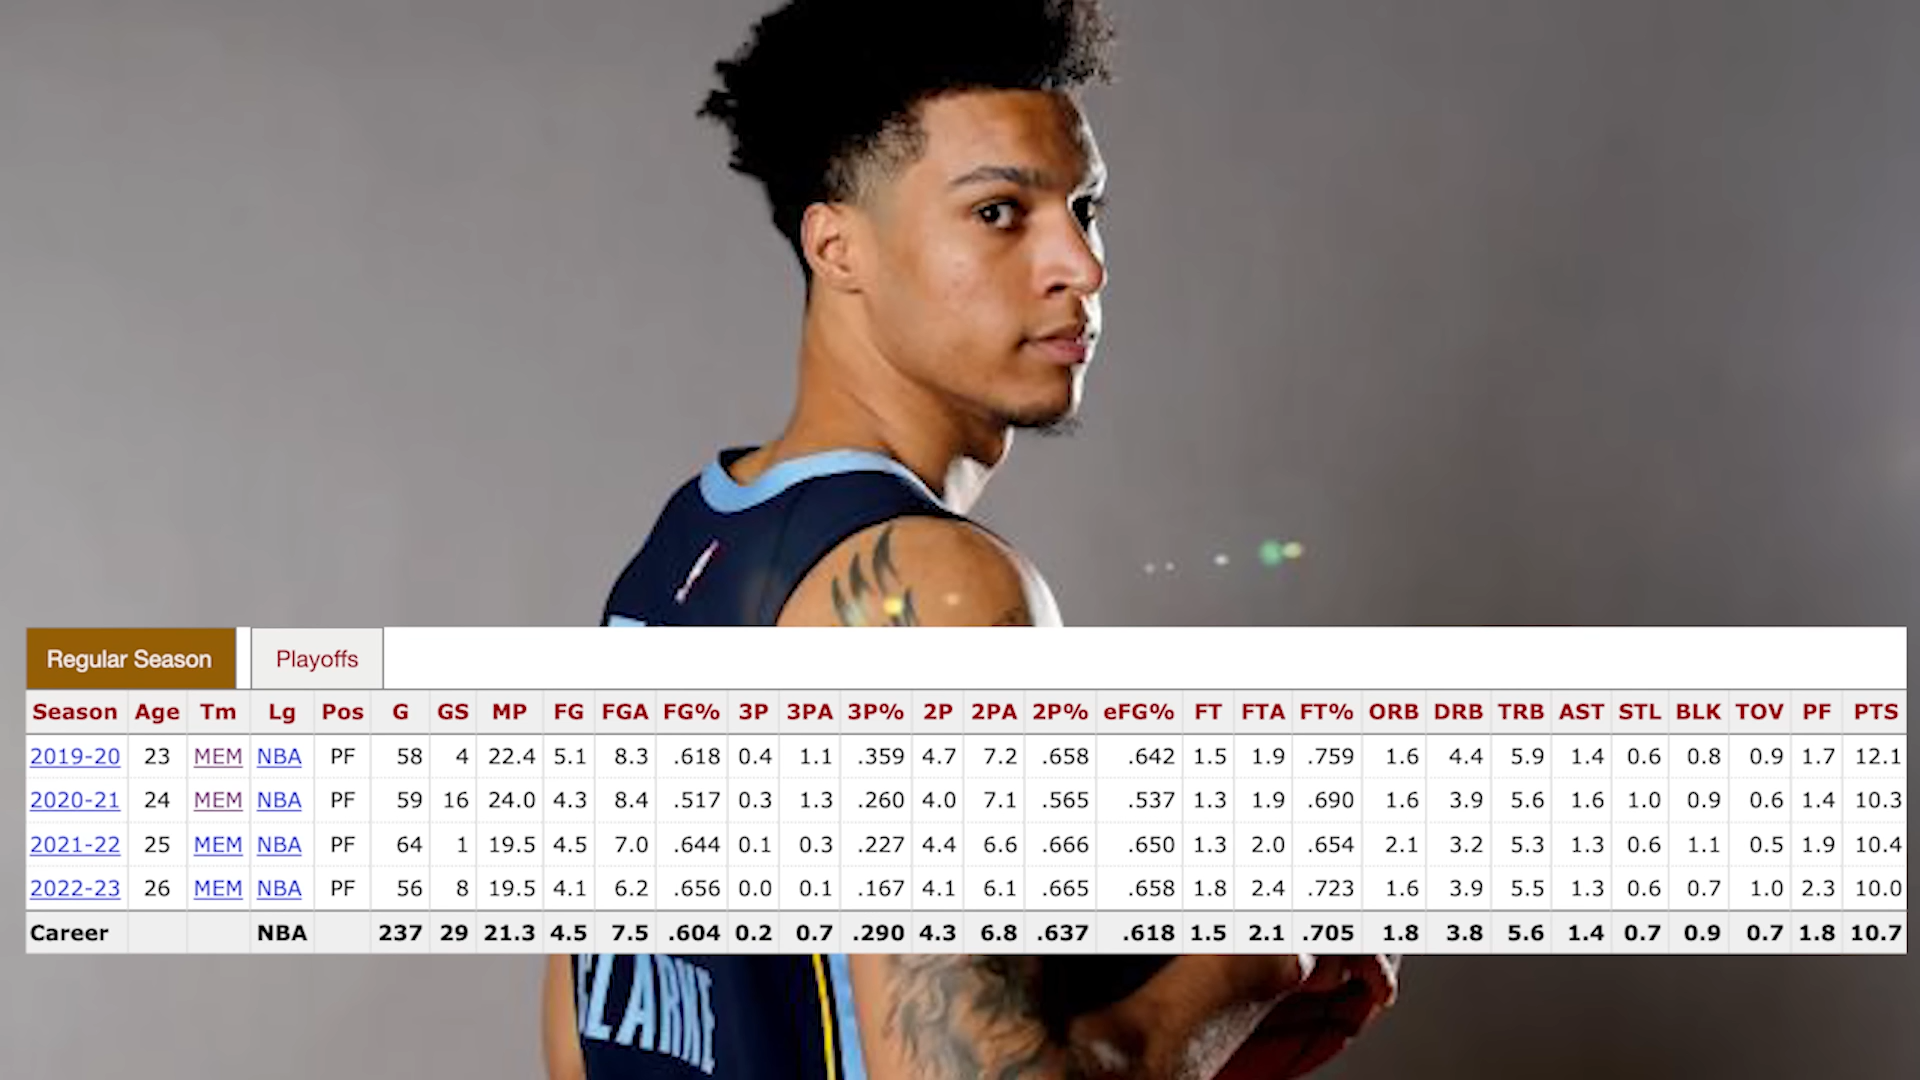 Regular Season Playoffs
Season Age Tm Lg Pos G GS MP FG FGA FG% 3P 3PA 3P% 2P 2PA 2P% eFG% FT FTA FT% ORB DRB TRB AST STL BLK TOV PF PTS
2019-20 23 MEM NBA PF 58 4 22.4 5.1 8.3 .618 0.4 1.1 .359 4.7 7.2 .658 .642 1.5 1.9 .759 1.6 4.4 5.9 1.4 0.6 0.8 0.9 1.7 12.1
2020-21 24 MEM NBA PF 59 16 24.0 4.3 8.4 .517 0.3 1.3 .260 4.0 7.1 .565 .537 1.3 1.9 .690 1.6 3.9 5.6 1.6 1.0 0.9 0.6 1.4 10.3
2021-22 25 MEM NBA PF 64 1 19.5 4.5 7.0 .644 0.1 0.3 .227 4.4 6.6 .666 .650 1.3 2.0 .654 2.1 3.2 5.3 1.3 0.6 1.1 0.5 1.9 10.4
2022-23 26 MEM NBA PF 56 8 19.5 4.1 6.2 .656 0.0 0.1 .167 4.1 6.1 .665 .658 1.8 2.4 .723 1.6 3.9 5.5 1.3 0.6 0.7 1.0 2.3 10.0
Career NBA 237 29 21.3 4.5 7.5 .604 0.2 0.7 .290 4.3 6.8 .637 .618 1.5 2.1 .705 1.8 3.8 5.6 1.4 0.7 0.9 0.7 1.8 10.7
CLARKE